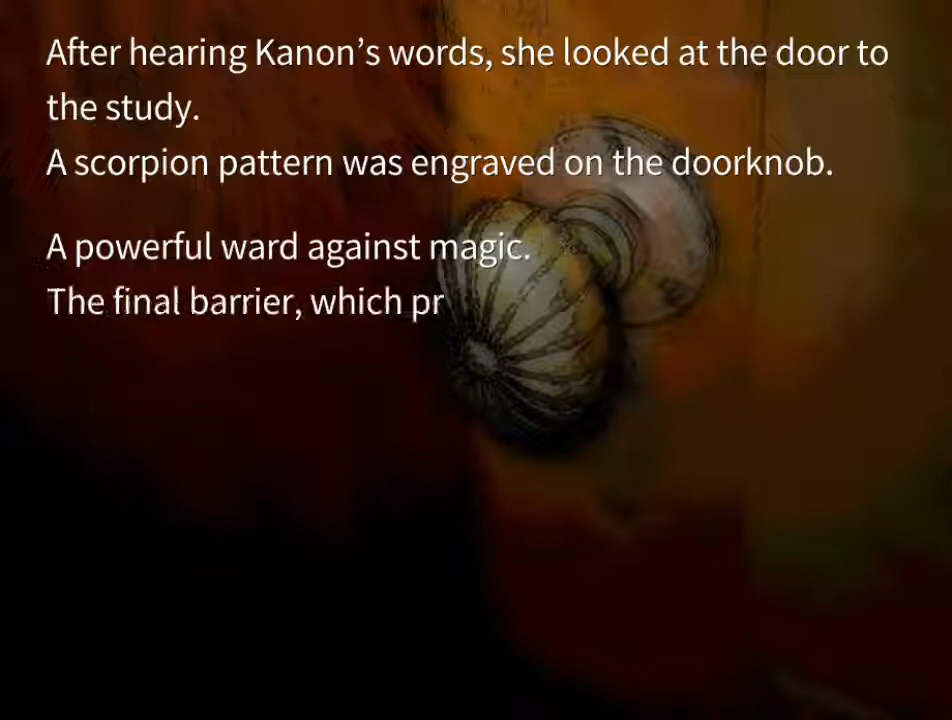 After hearing Kanon’s words, she looked at the door to
the study.
A scorpion pattern was engraved on the doorknob.
A powerful ward against magic.
The final barrier, which pr